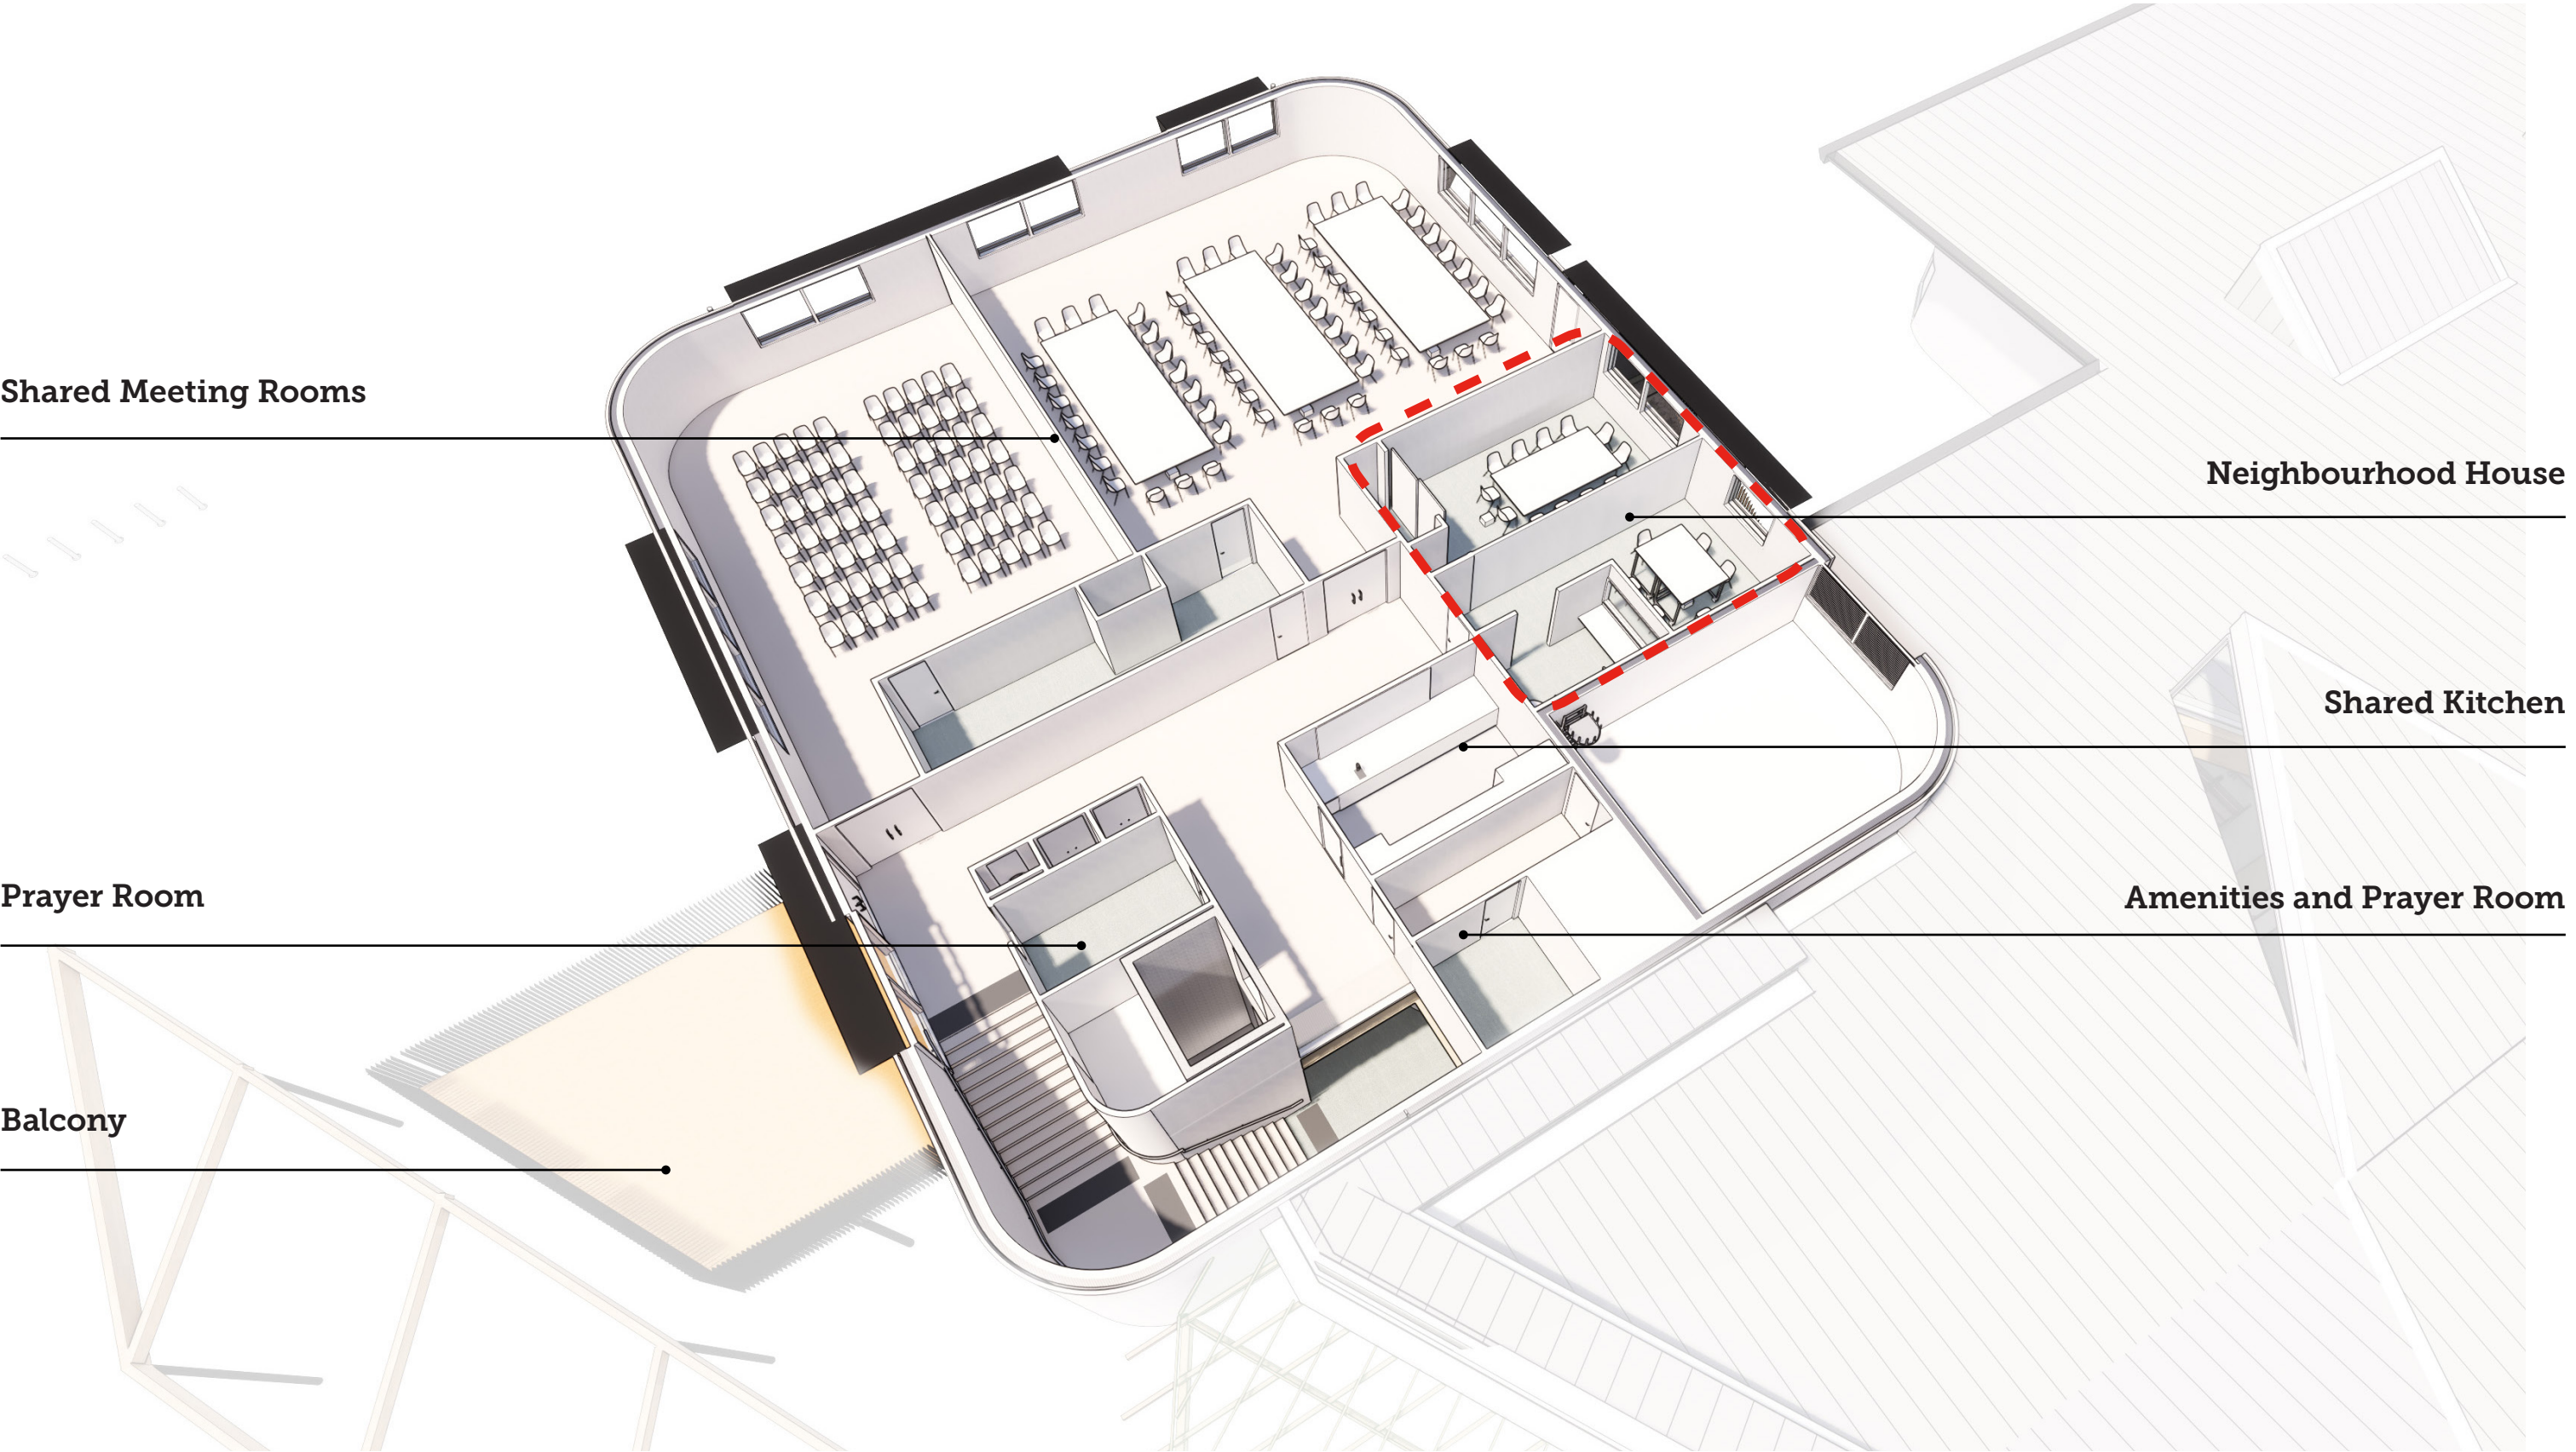 Shared Meeting Rooms
Neighbourhood House
Shared Kitchen
Prayer Room
Amenities and Prayer Room
Balcony